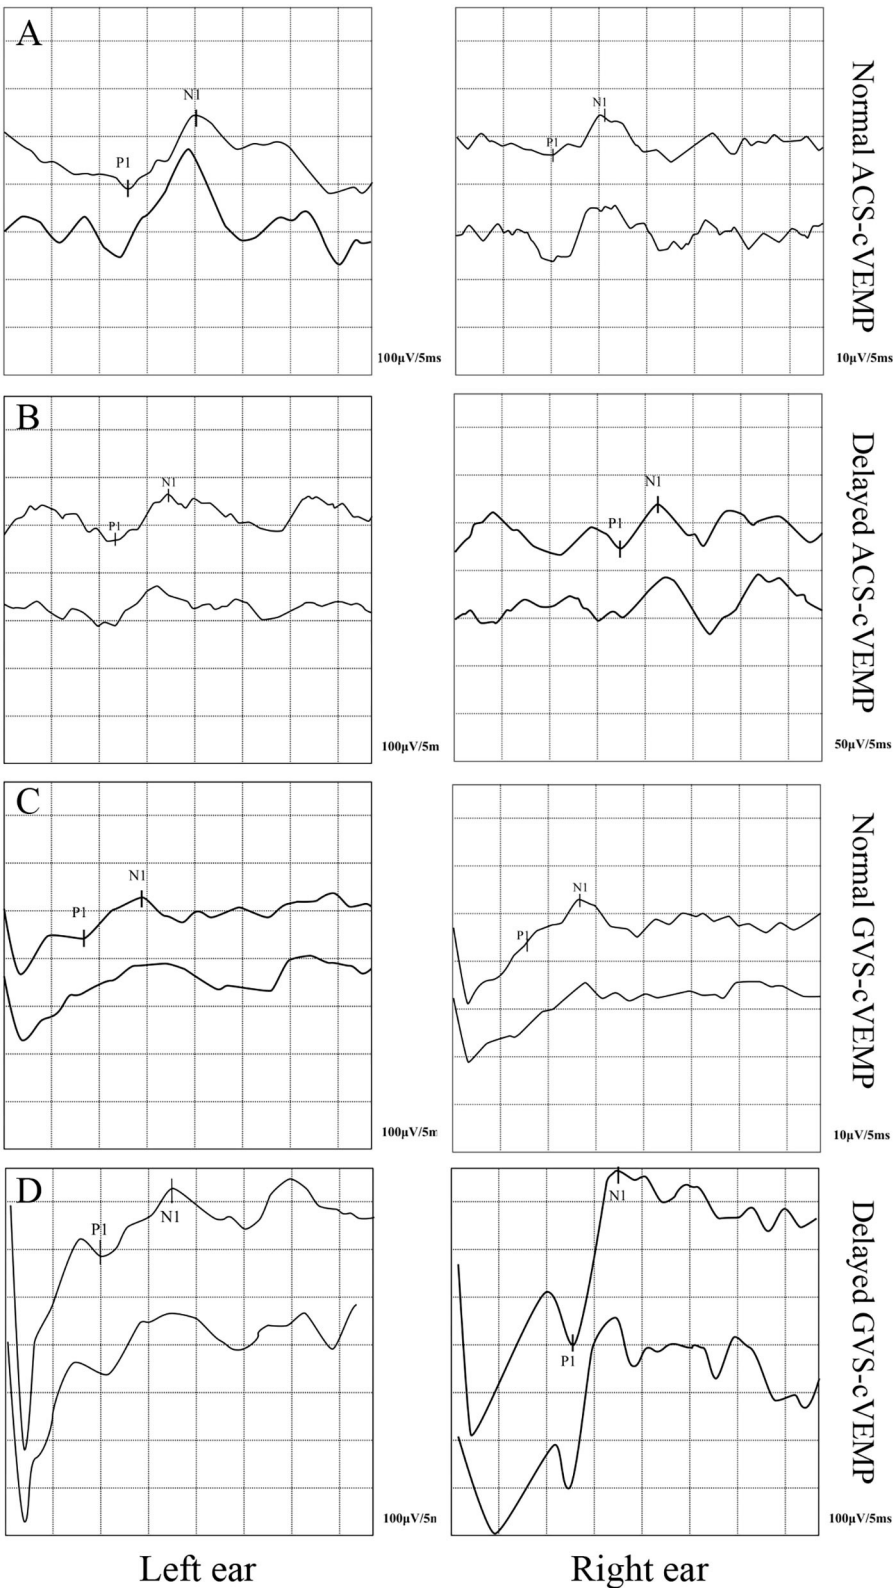 A
N1
P1
100μV/5ms
N1
P1
10μV/5ms
Normal ACS-cVEMP
B
N1
P1
100μV/5m
N1
P1
50μV/5ms
Delayed ACS-cVEMP
C
N1
P1
100μV/5m
N1
P1
10μV/5ms
Normal GVS-cVEMP
D
P1
N1
100μV/5
N1
P1
100μV/5ms
Delayed GVS-cVEMP
Left ear
Right ear